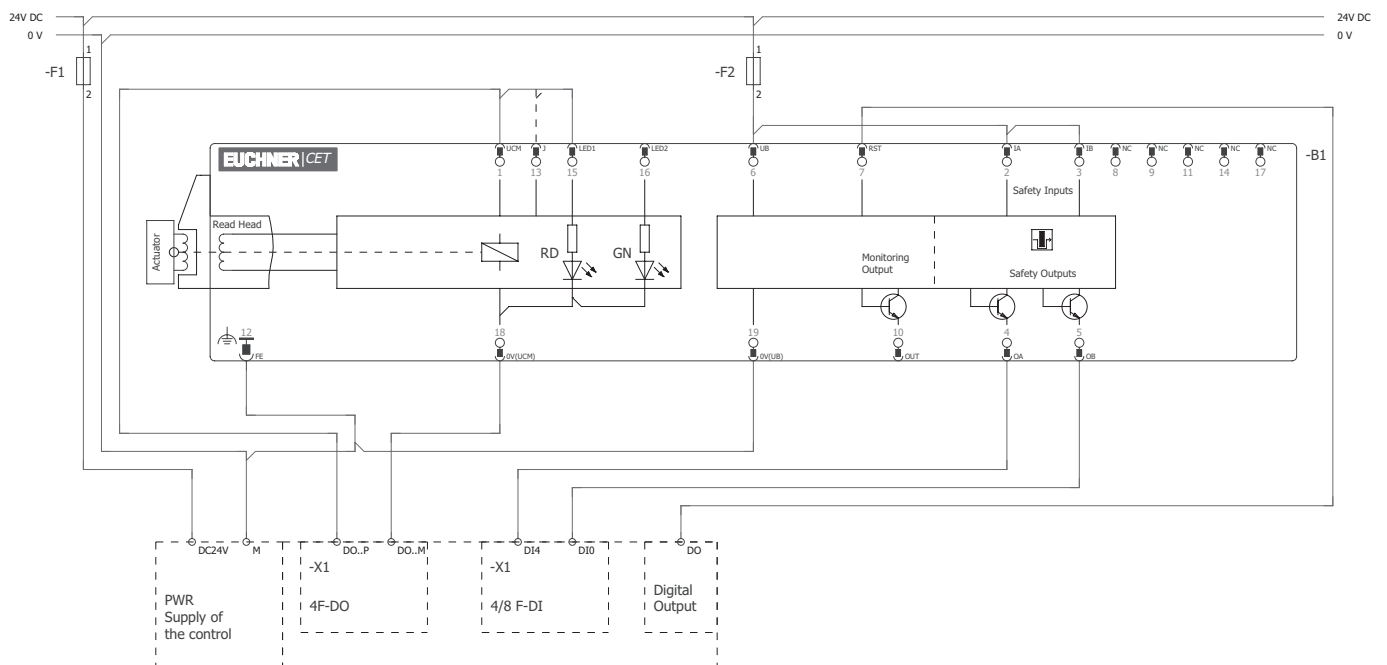 24V DC
24V DC
0 V
0 V
1
-F1
2
1
-F2
2
EUCHNER CET
UCM
1
J
13
LED1
15
LED2
16
UB
6
RST
7
IA
2
IB
3
NC
8
NC
9
NC
11
NC
14
NC
17
-B1
Safety Inputs
Read Head
Actuator
RD
GN
Monitoring
Output
Safety Outputs
12
FE
18
0V(UCM)
19
0V(UB)
10
OUT
4
OA
5
OB
DC24V
M
DO..P
DO..M
DI4
DI0
DO
-X1
4F-DO
-X1
4/8 F-DI
Digital
Output
PWR
Supply of
the control